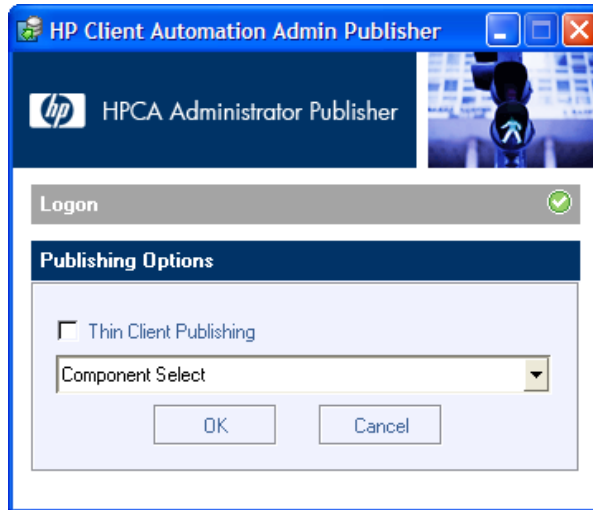 HP Client Automation Admin Publisher
hp HPCA Administrator Publisher
Logon
Publishing Options
Thin Client Publishing
Component Select
OK Cancel